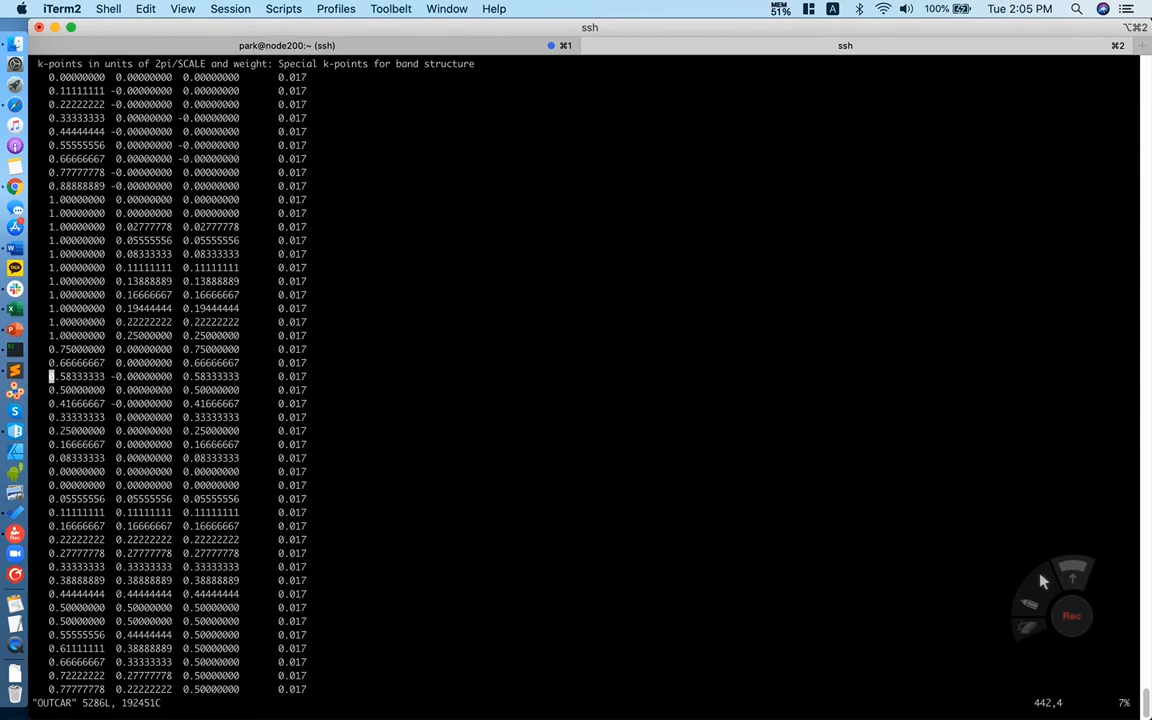 iTerm2 Shell Edit View Session Scripts Profiles Toolbelt Window Help MEM 51% A 100% Tue 2:05 PM
ssh ⌥⌘2
park@node200:~ (ssh) ⌘1 ssh ⌘2
k-points in units of 2pi/SCALE and weight: Special k-points for band structure
0.00000000 0.00000000 0.00000000 0.017
0.11111111 -0.00000000 0.00000000 0.017
0.22222222 -0.00000000 0.00000000 0.017
0.33333333 0.00000000 -0.00000000 0.017
0.44444444 -0.00000000 0.00000000 0.017
0.55555556 0.00000000 -0.00000000 0.017
0.66666667 0.00000000 -0.00000000 0.017
0.77777778 -0.00000000 0.00000000 0.017
0.88888889 -0.00000000 0.00000000 0.017
1.00000000 0.00000000 0.00000000 0.017
1.00000000 0.00000000 0.00000000 0.017
1.00000000 0.02777778 0.02777778 0.017
1.00000000 0.05555556 0.05555556 0.017
1.00000000 0.08333333 0.08333333 0.017
1.00000000 0.11111111 0.11111111 0.017
1.00000000 0.13888889 0.13888889 0.017
1.00000000 0.16666667 0.16666667 0.017
1.00000000 0.19444444 0.19444444 0.017
1.00000000 0.22222222 0.22222222 0.017
1.00000000 0.25000000 0.25000000 0.017
0.75000000 0.00000000 0.75000000 0.017
0.66666667 0.00000000 0.66666667 0.017
0.58333333 -0.00000000 0.58333333 0.017
0.50000000 0.00000000 0.50000000 0.017
0.41666667 -0.00000000 0.41666667 0.017
0.33333333 0.00000000 0.33333333 0.017
0.25000000 0.00000000 0.25000000 0.017
0.16666667 0.00000000 0.16666667 0.017
0.08333333 0.00000000 0.08333333 0.017
0.00000000 0.00000000 0.00000000 0.017
0.00000000 0.00000000 0.00000000 0.017
0.05555556 0.05555556 0.05555556 0.017
0.11111111 0.11111111 0.11111111 0.017
0.16666667 0.16666667 0.16666667 0.017
0.22222222 0.22222222 0.22222222 0.017
0.27777778 0.27777778 0.27777778 0.017
0.33333333 0.33333333 0.33333333 0.017
0.38888889 0.38888889 0.38888889 0.017
0.44444444 0.44444444 0.44444444 0.017
0.50000000 0.50000000 0.50000000 0.017
0.50000000 0.50000000 0.50000000 0.017
0.55555556 0.44444444 0.50000000 0.017
0.61111111 0.38888889 0.50000000 0.017
0.66666667 0.33333333 0.50000000 0.017
0.72222222 0.27777778 0.50000000 0.017
0.77777778 0.22222222 0.50000000 0.017
"OUTCAR" 5286L, 192451C 442,4 7%
Rec